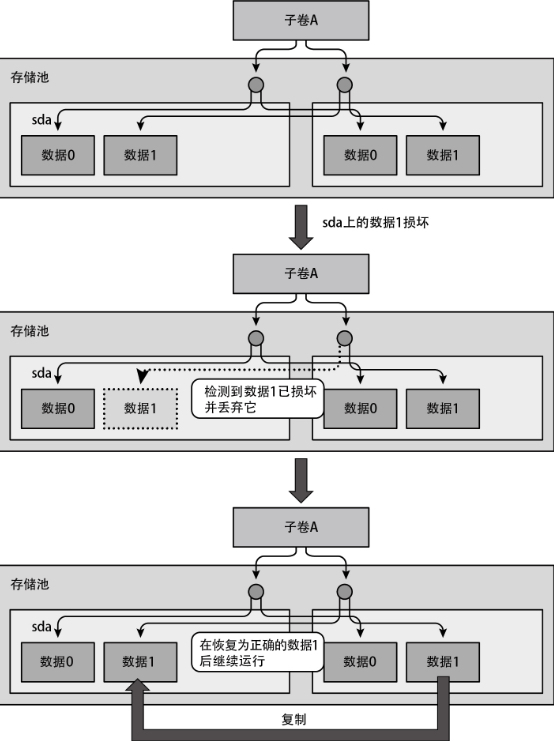 子卷A
存储池
sda
数据0
数据1
数据0
数据1
sda上的数据1损坏
子卷A
存储池
sda
数据0
数据1
检测到数据1已损坏
并丢弃它
数据0
数据1
子卷A
存储池
sda
数据0
数据1
在恢复为正确的数据1
后继续运行
数据0
数据1
复制